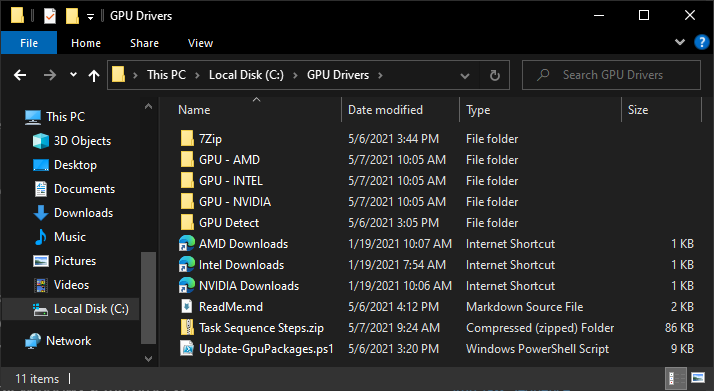 GPU Drivers
File Home Share View
This PC Local Disk (C:) GPU Drivers Search GPU Drivers
Name Date modified Type Size
This PC
3D Objects
Desktop
Documents
Downloads
Music
Pictures
Videos
Local Disk (C:)
Network
7Zip 5/6/2021 3:44 PM File folder
GPU - AMD 5/7/2021 10:05 AM File folder
GPU - INTEL 5/7/2021 10:05 AM File folder
GPU - NVIDIA 5/7/2021 10:05 AM File folder
GPU Detect 5/6/2021 3:05 PM File folder
AMD Downloads 1/19/2021 10:07 AM Internet Shortcut 1 KB
Intel Downloads 1/19/2021 7:54 AM Internet Shortcut 1 KB
NVIDIA Downloads 1/19/2021 10:06 AM Internet Shortcut 1 KB
ReadMe.md 5/6/2021 4:12 PM Markdown Source File 2 KB
Task Sequence Steps.zip 5/7/2021 9:24 AM Compressed (zipped) Folder 86 KB
Update-GpuPackages.ps1 5/6/2021 3:20 PM Windows PowerShell Script 9 KB
11 items